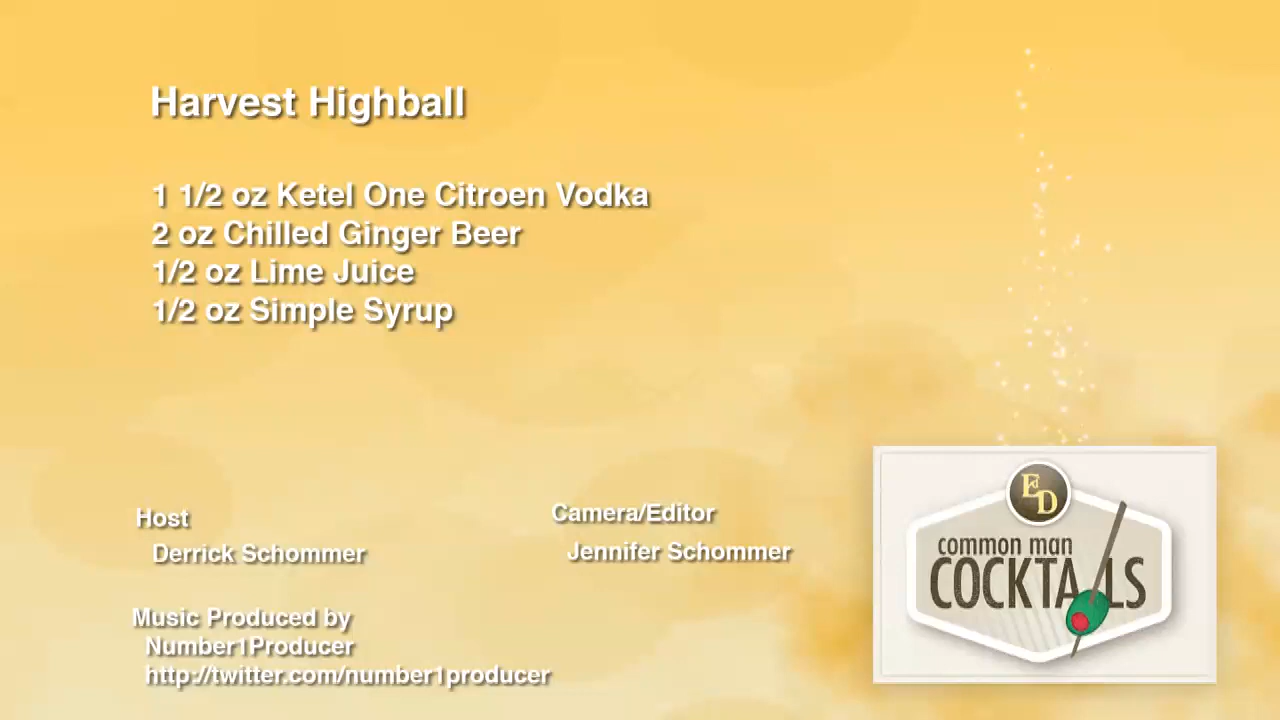 Harvest Highball
1 1/2 oz Ketel One Citroen Vodka
2 oz Chilled Ginger Beer
1/2 oz Lime Juice
1/2 oz Simple Syrup
Host
Derrick Schommer
Camera/Editor
Jennifer Schommer
Music Produced by
Number1Producer
http://twitter.com/number1producer
ED
common man
COCKTAILS